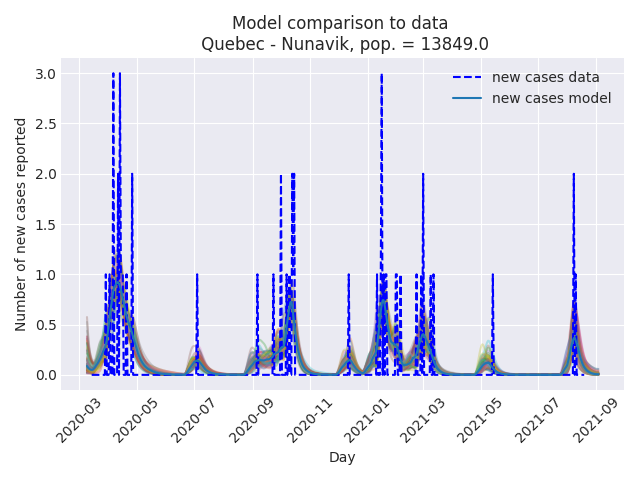 Model comparison to data
Quebec - Nunavik, pop. = 13849.0
new cases data
new cases model
Number of new cases reported
3.0
2.5
2.0
1.5
1.0
0.5
0.0
2020-03
2020-05
2020-07
2020-09
2020-11
2021-01
2021-03
2021-05
2021-07
2021-09
Day